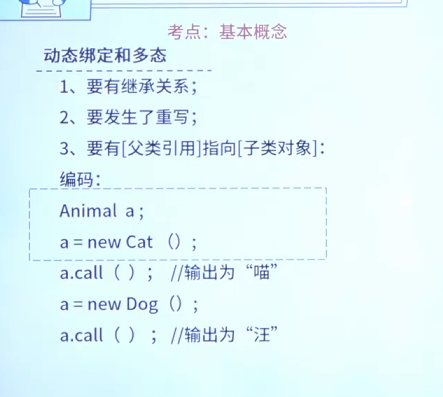 考点：基本概念
动态绑定和多态
1、要有继承关系；
2、要发生了重写；
3、要有[父类引用]指向[子类对象]：
编码：
Animal a；
a = new Cat （）；
a.call（ ）； //输出为“喵”
a = new Dog（）；
a.call（ ） ； //输出为“汪”